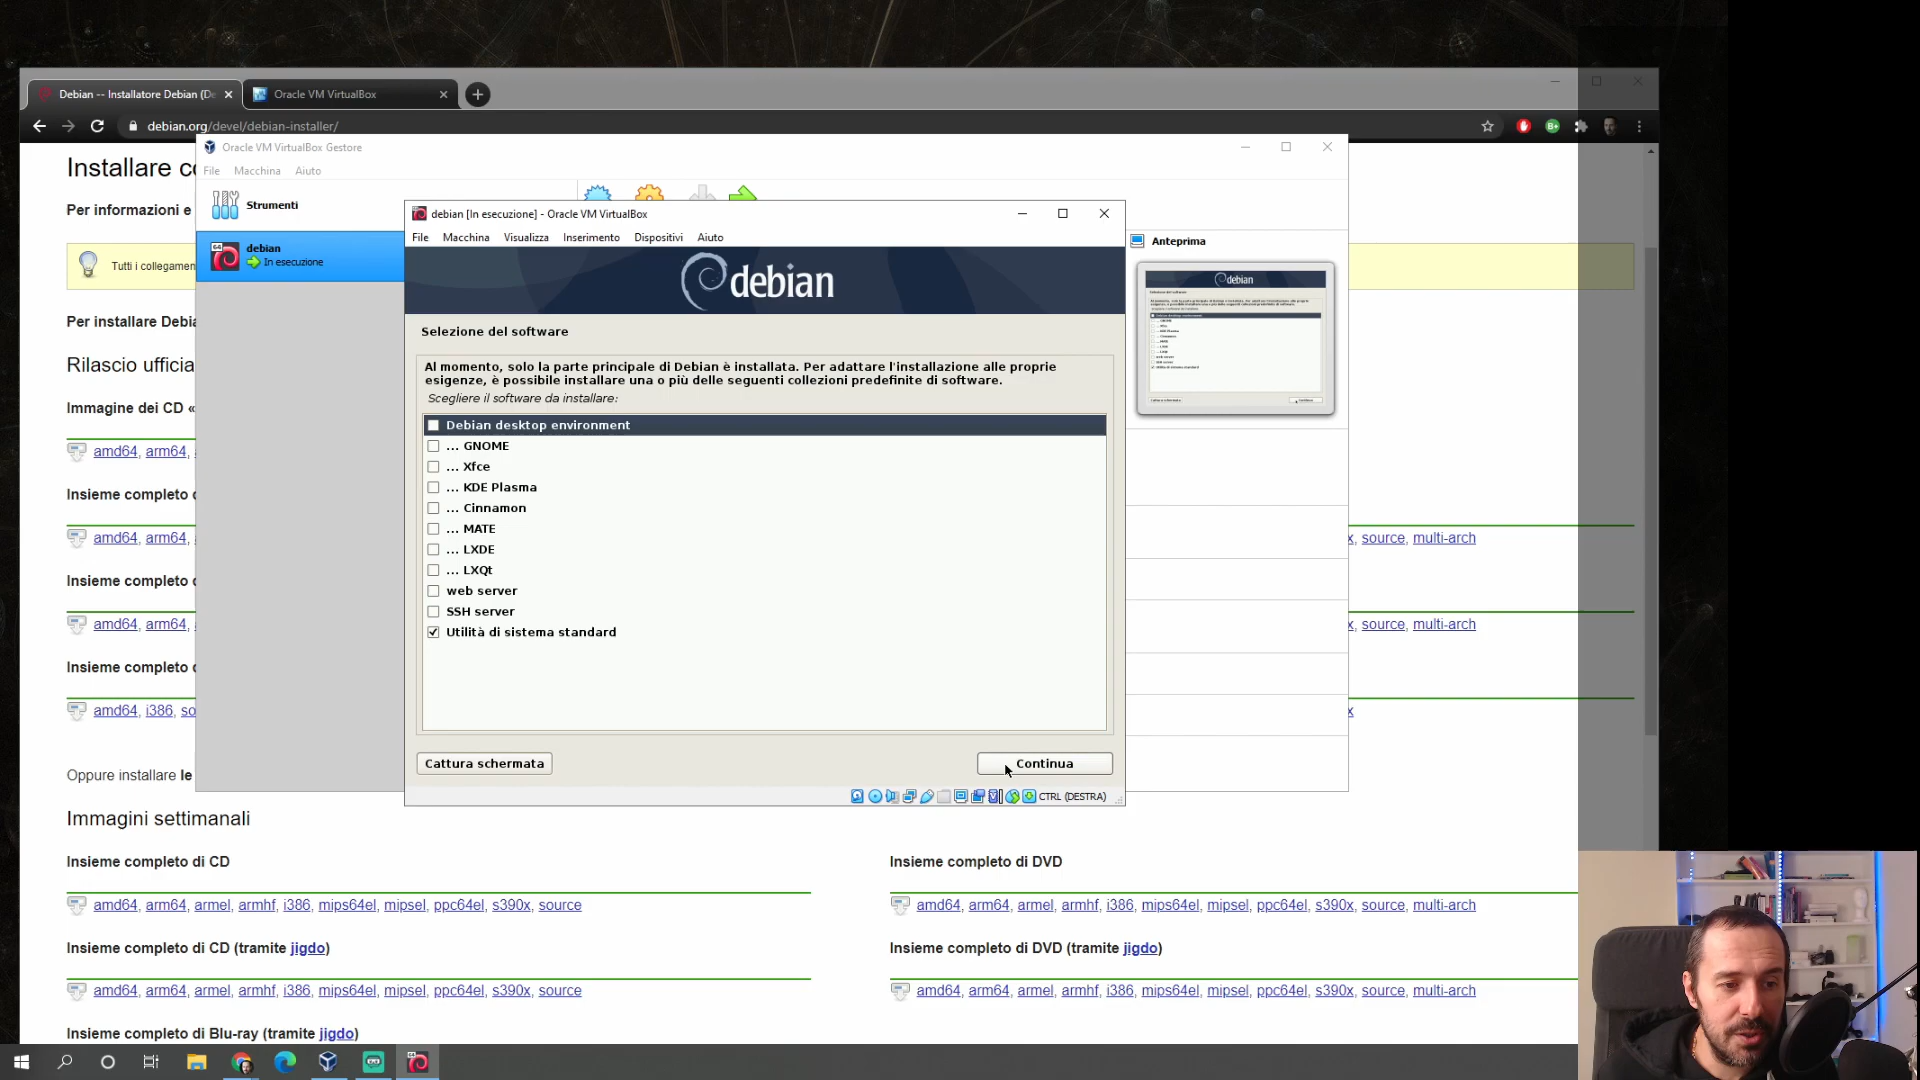 Debian -- Installatore Debian (De
Oracle VM VirtualBox
debian.org/devel/debian-installer/
Installare co
Per informazioni e
Tutti i collegamen
Per installare Debia
Rilascio ufficia
Immagine dei CD «
amd64, arm64,
Insieme completo d
amd64, arm64,
x, source, multi-arch
Insieme completo d
amd64, arm64,
x, source, multi-arch
Insieme completo d
amd64, i386, so
x
Oppure installare le
Oracle VM VirtualBox Gestore
File Macchina Aiuto
Strumenti
64
debian
In esecuzione
Anteprima
debian [In esecuzione] - Oracle VM VirtualBox
File Macchina Visualizza Inserimento Dispositivi Aiuto
debian
Selezione del software
Al momento, solo la parte principale di Debian è installata. Per adattare l'installazione alle proprie
esigenze, è possibile installare una o più delle seguenti collezioni predefinite di software.
Scegliere il software da installare:
Debian desktop environment
... GNOME
... Xfce
... KDE Plasma
... Cinnamon
... MATE
... LXDE
... LXQt
web server
SSH server
Utilità di sistema standard
Cattura schermata
Continua
CTRL (DESTRA)
debian
Immagini settimanali
Insieme completo di CD
amd64, arm64, armel, armhf, i386, mips64el, mipsel, ppc64el, s390x, source
Insieme completo di CD (tramite jigdo)
amd64, arm64, armel, armhf, i386, mips64el, mipsel, ppc64el, s390x, source
Insieme completo di Blu-ray (tramite jigdo)
Insieme completo di DVD
amd64, arm64, armel, armhf, i386, mips64el, mipsel, ppc64el, s390x, source, multi-arch
Insieme completo di DVD (tramite jigdo)
amd64, arm64, armel, armhf, i386, mips64el, mipsel, ppc64el, s390x, source, multi-arch